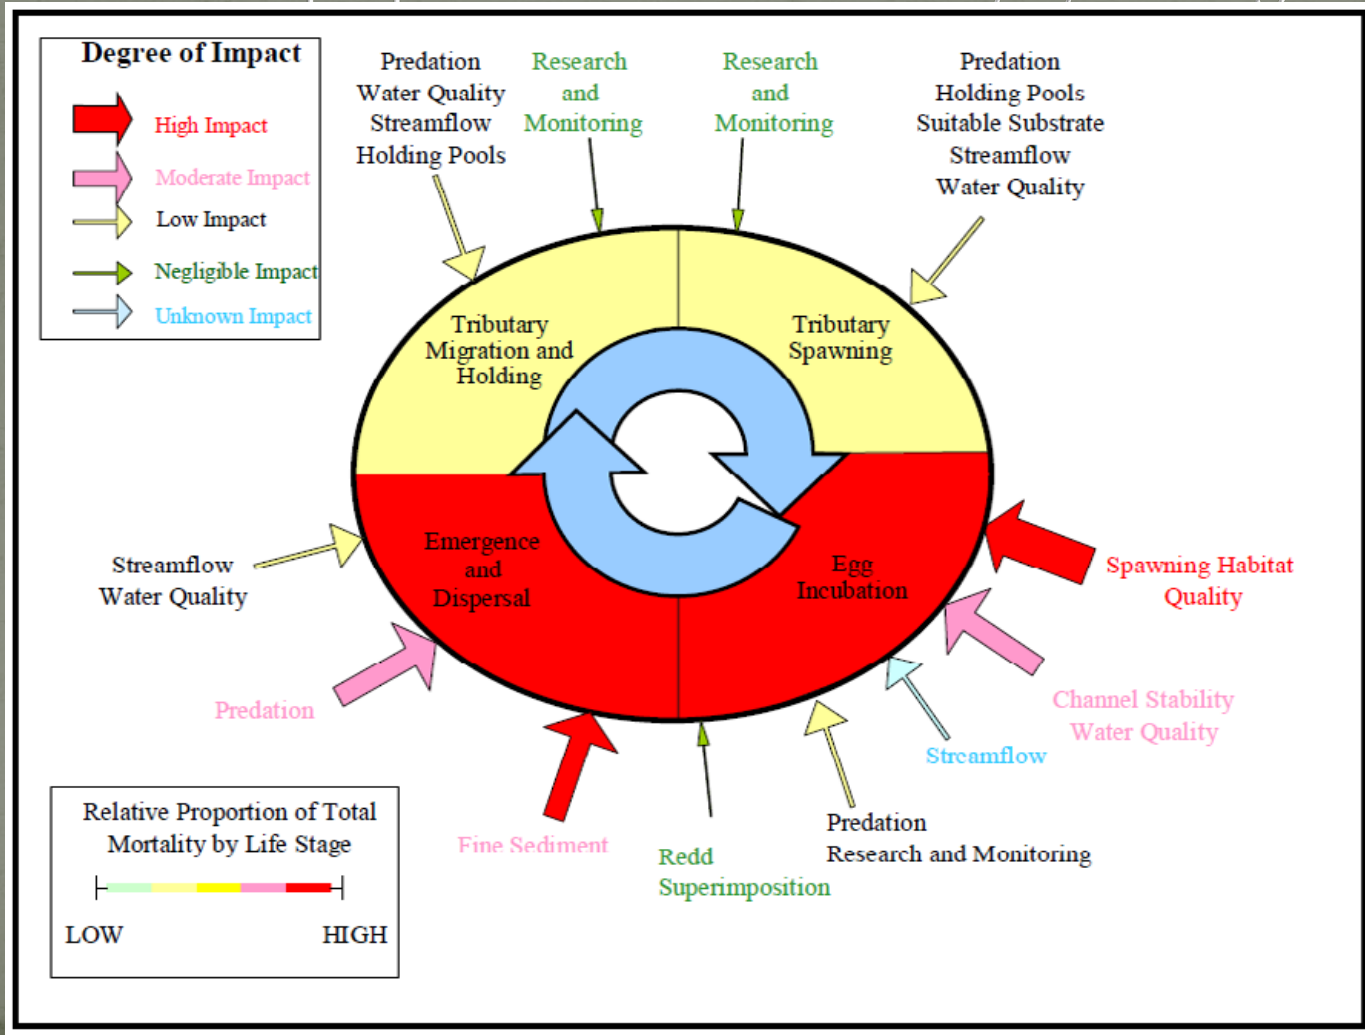 Degree of Impact
High Impact
Moderate Impact
Low Impact
Negligible Impact
Unknown Impact
Predation
Water Quality
Streamflow
Holding Pools
Research
and
Monitoring
Research
and
Monitoring
Predation
Holding Pools
Suitable Substrate
Streamflow
Water Quality
Tributary
Migration and
Holding
Tributary
Spawning
Emergence
and
Dispersal
Egg
Incubation
Streamflow
Water Quality
Predation
Fine Sediment
Redd
Superimposition
Predation
Research and Monitoring
Streamflow
Channel Stability
Water Quality
Spawning Habitat
Quality
Relative Proportion of Total
Mortality by Life Stage
LOW HIGH